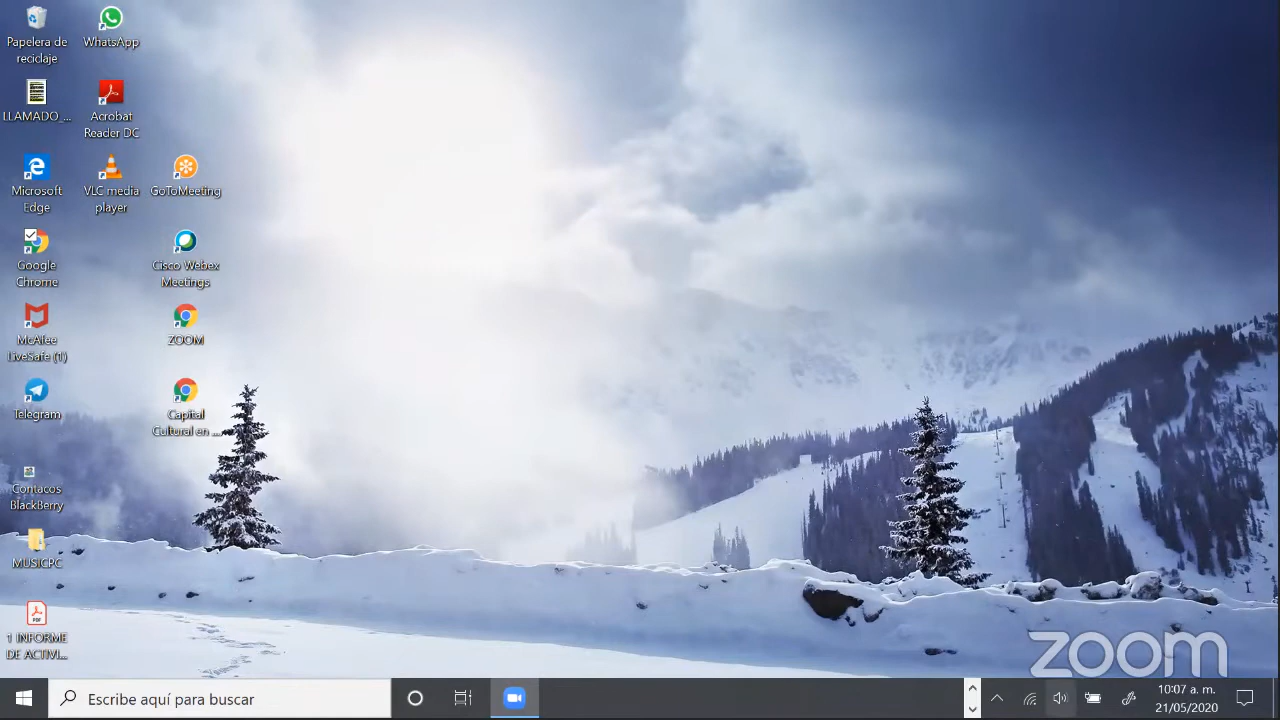 Papelera de
reciclaje
WhatsApp
LLAMADO_...
Acrobat
Reader DC
Microsoft
Edge
VLC media
player
GoToMeeting
Google
Chrome
Cisco Webex
Meetings
McAfee
LiveSafe (1)
ZOOM
Telegram
Capital
Cultural en ...
Contacos
BlackBerry
MUSICPC
PDF
1 INFORME
DE ACTIVI...
zoom
Escribe aquí para buscar
10:07 a. m.
21/05/2020